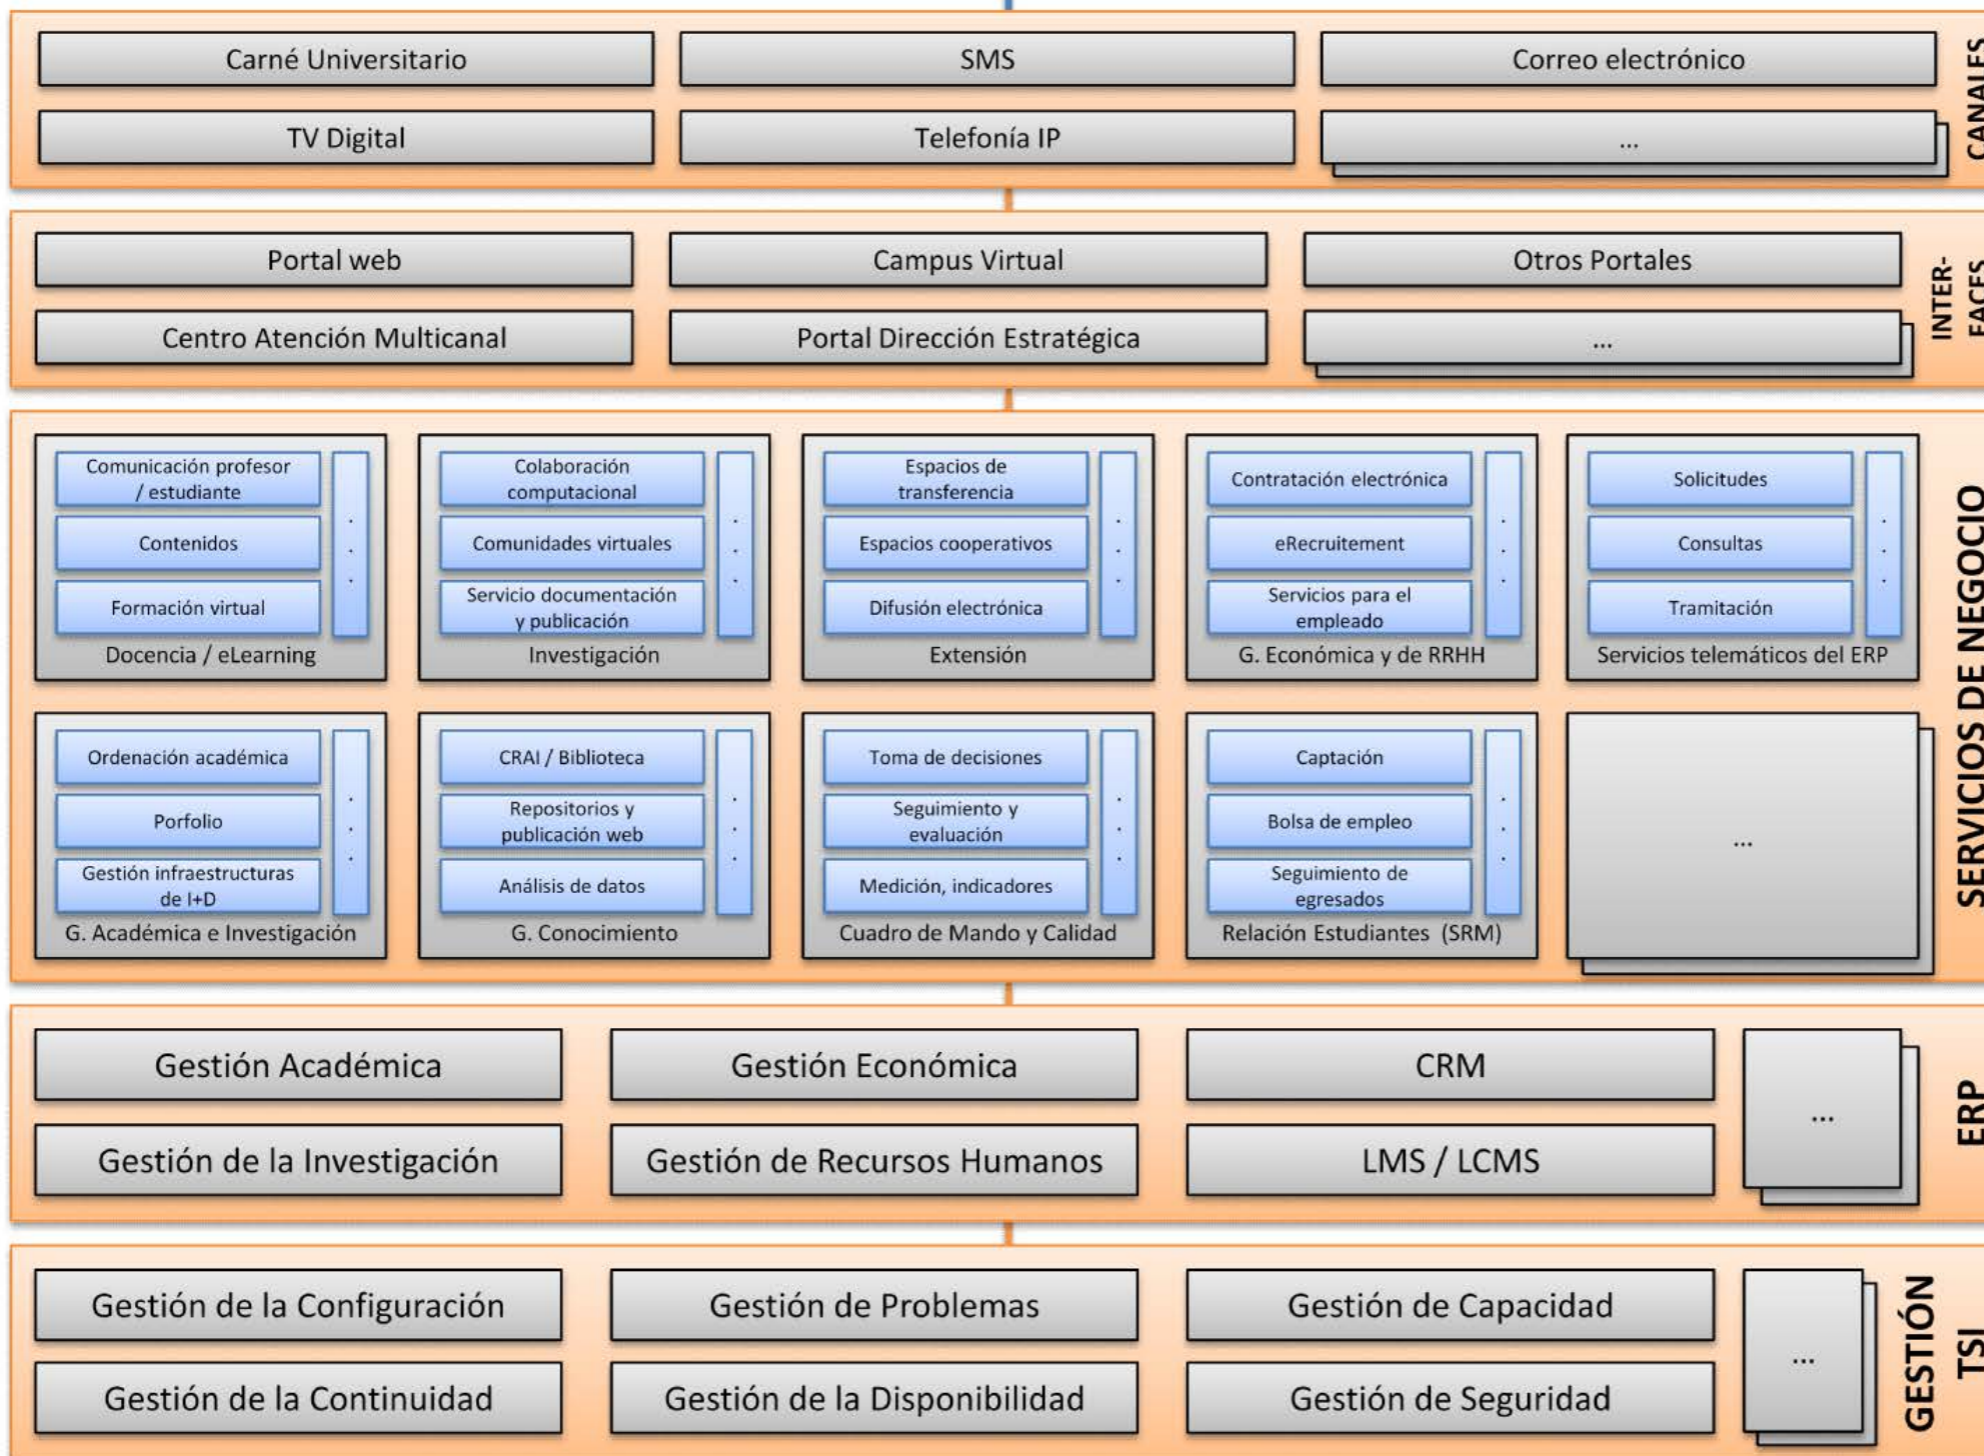 Carné Universitario
SMS
Correo electrónico
TV Digital
Telefonía IP
...
CANALES
Portal web
Campus Virtual
Otros Portales
Centro Atención Multicanal
Portal Dirección Estratégica
...
INTER-
FACES
Comunicación profesor
/ estudiante
Contenidos
Formación virtual
. . .
Docencia / eLearning
Colaboración
computacional
Comunidades virtuales
Servicio documentación
y publicación
. . .
Investigación
Espacios de
transferencia
Espacios cooperativos
Difusión electrónica
. . .
Extensión
Contratación electrónica
eRecruitement
Servicios para el
empleado
. . .
G. Económica y de RRHH
Solicitudes
Consultas
Tramitación
. . .
Servicios telemáticos del ERP
Ordenación académica
Porfolio
Gestión infraestructuras
de I+D
. . .
G. Académica e Investigación
CRAI / Biblioteca
Repositorios y
publicación web
Análisis de datos
. . .
G. Conocimiento
Toma de decisiones
Seguimiento y
evaluación
Medición, indicadores
. . .
Cuadro de Mando y Calidad
Captación
Bolsa de empleo
Seguimiento de
egresados
. . .
Relación Estudiantes (SRM)
...
SERVICIOS DE NEGOCIO
Gestión Académica
Gestión Económica
CRM
Gestión de la Investigación
Gestión de Recursos Humanos
LMS / LCMS
...
ERP
Gestión de la Configuración
Gestión de Problemas
Gestión de Capacidad
Gestión de la Continuidad
Gestión de la Disponibilidad
Gestión de Seguridad
...
GESTIÓN
TSI